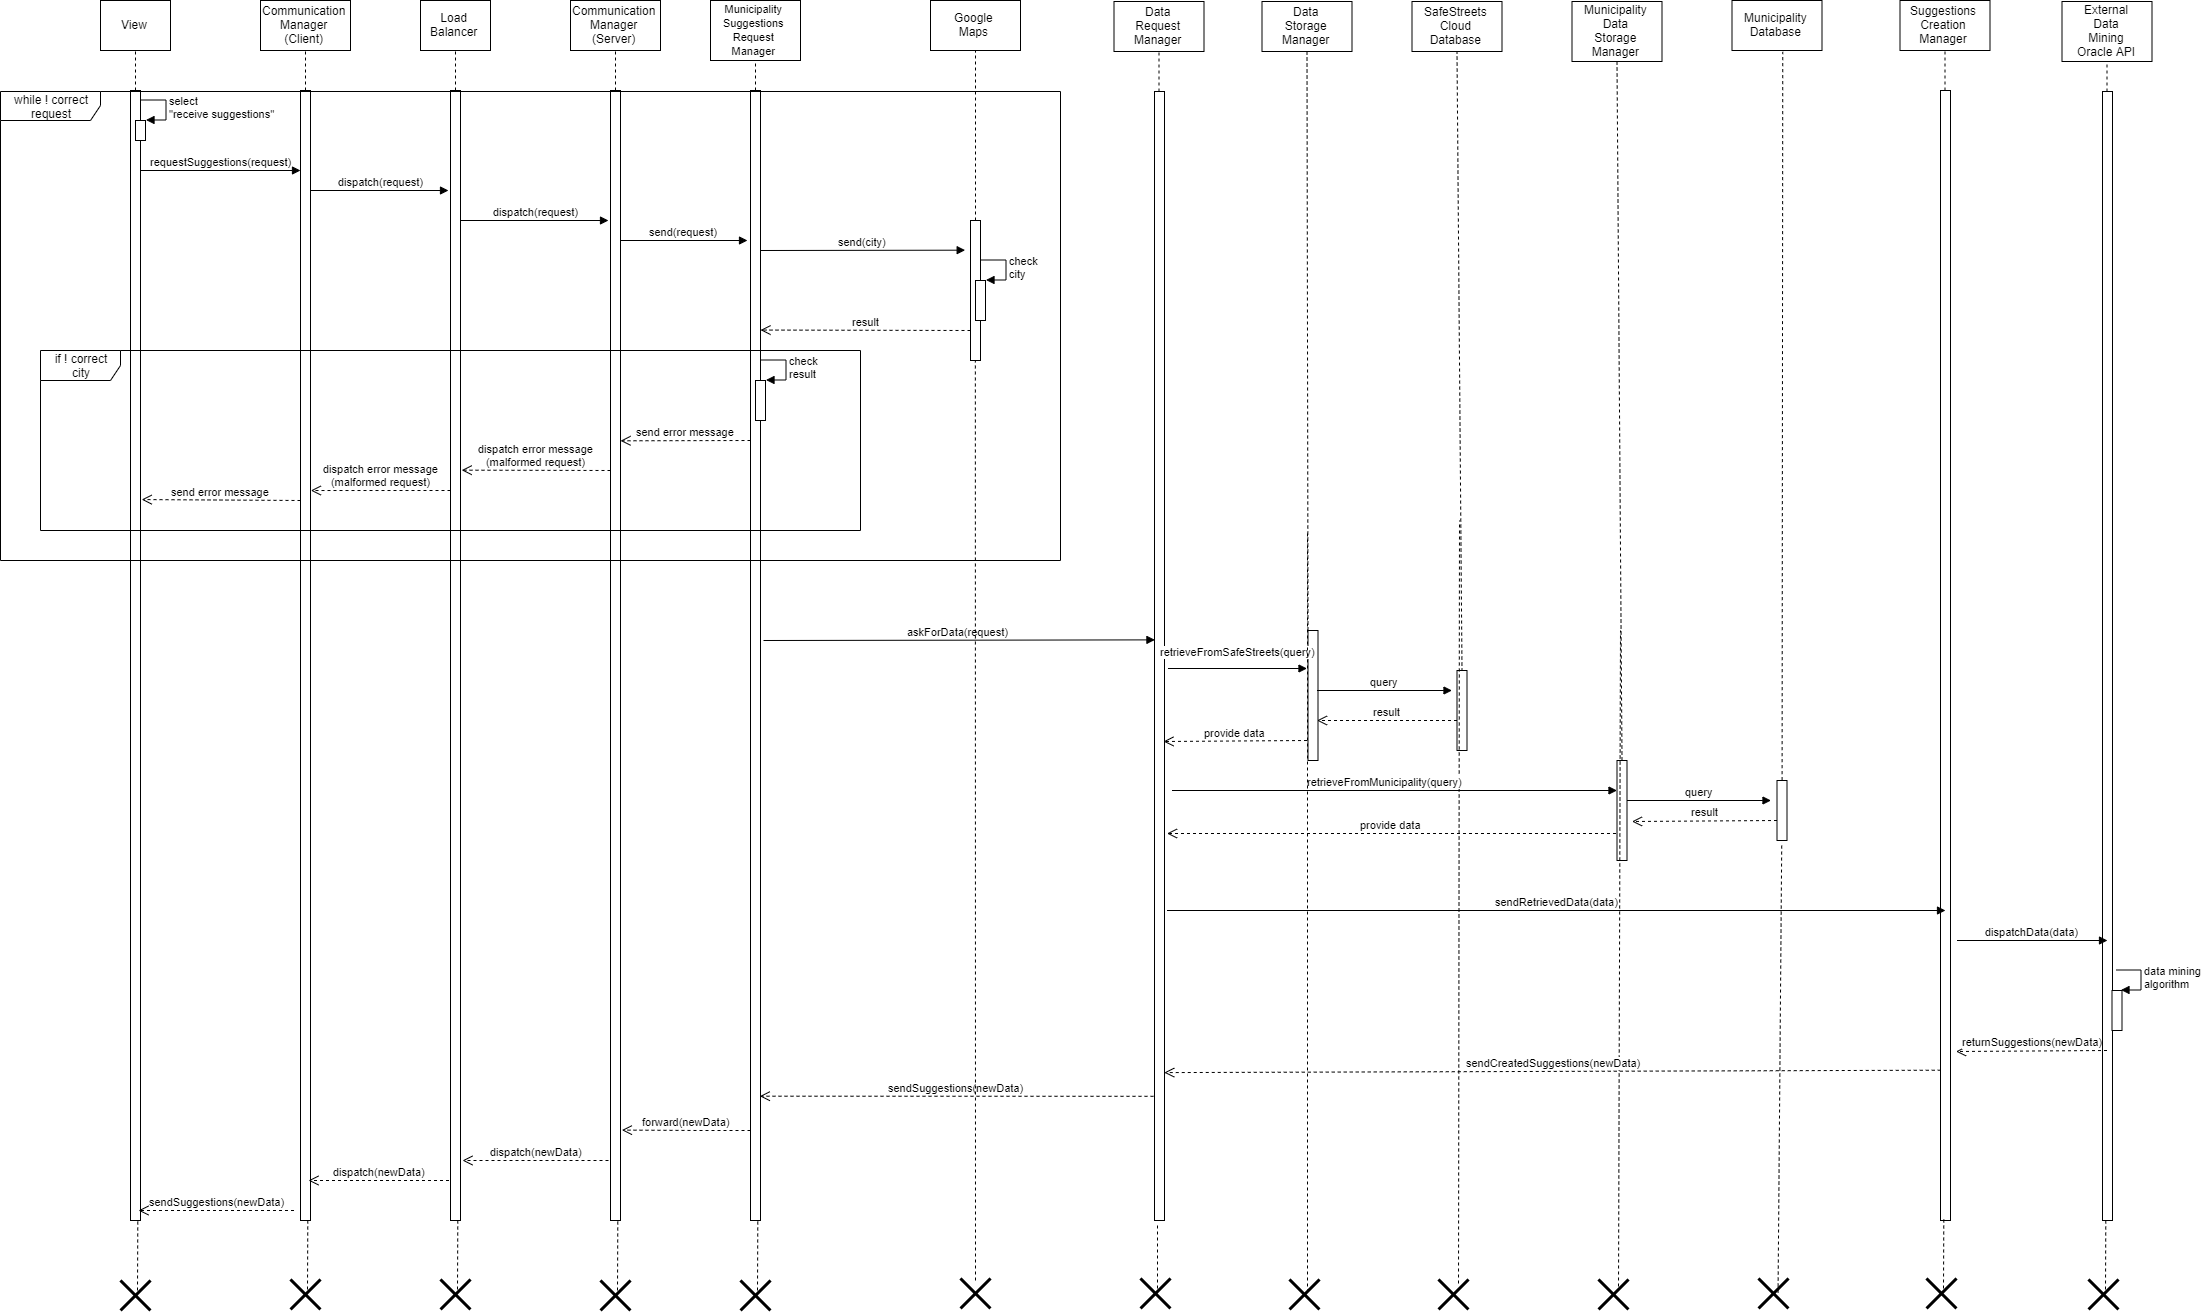 View
Communication
Manager
(Client)
Load
Balancer
Communication
Manager
(Server)
Municipality
Suggestions
Request
Manager
Google
Maps
Data
Request
Manager
Data
Storage
Manager
SafeStreets
Cloud
Database
Municipality
Data
Storage
Manager
Municipality
Database
Suggestions
Creation
Manager
External
Data
Mining
Oracle API
while ! correct
request
select
"receive suggestions"
requestSuggestions(request)
dispatch(request)
dispatch(request)
send(request)
send(city)
check
city
result
if ! correct
city
check
result
send error message
dispatch error message
(malformed request)
dispatch error message
(malformed request)
send error message
askForData(request)
retrieveFromSafeStreets(query)
query
result
provide data
retrieveFromMunicipality(query)
query
result
provide data
sendRetrievedData(data)
dispatchData(data)
data mining
algorithm
returnSuggestions(newData)
sendCreatedSuggestions(newData)
sendSuggestions(newData)
forward(newData)
dispatch(newData)
dispatch(newData)
sendSuggestions(newData)